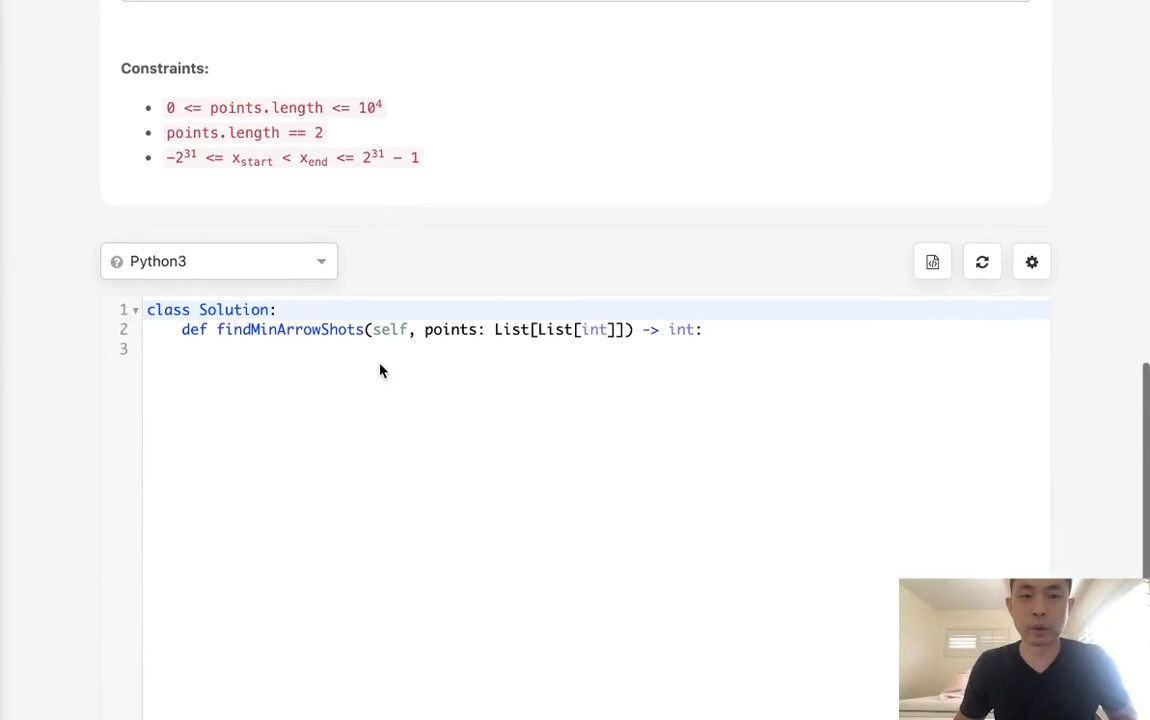 Constraints:
0 <= points.length <= 10⁴
points.length == 2
-2³¹ <= xstart < xend <= 2³¹ - 1
Python3
1 class Solution:
2 def findMinArrowShots(self, points: List[List[int]]) -> int:
3